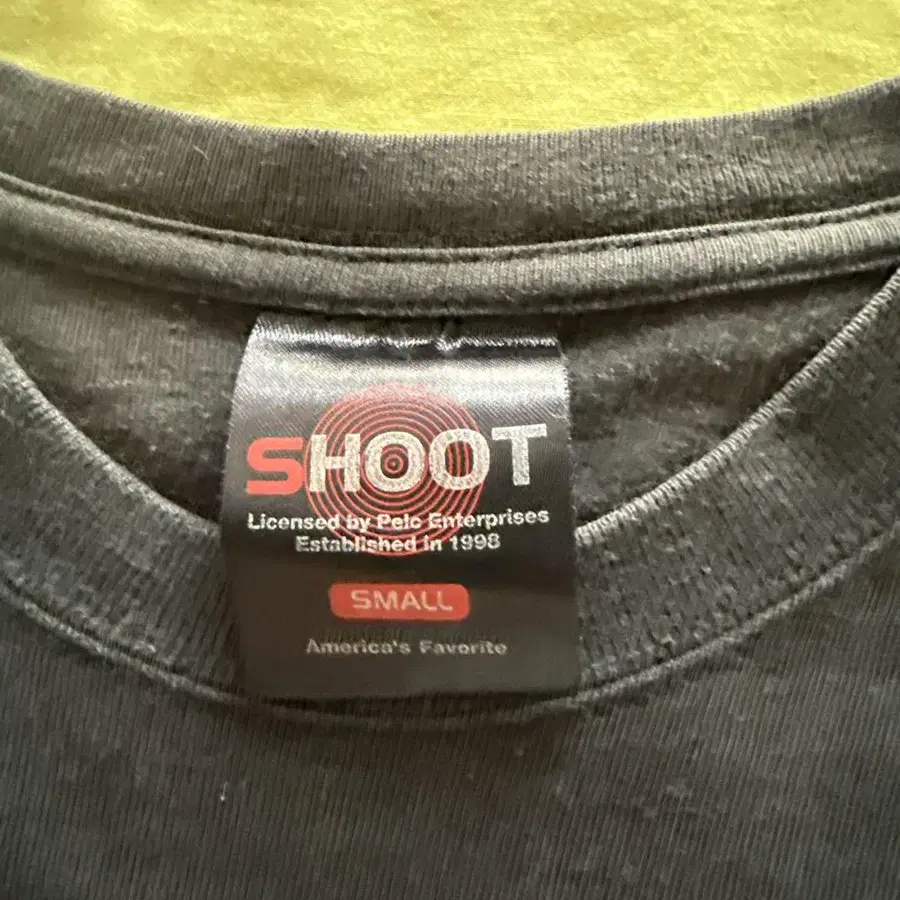 SHOOT
Licensed by Pelc Enterprises
Established in 1998
SMALL
America's Favorite